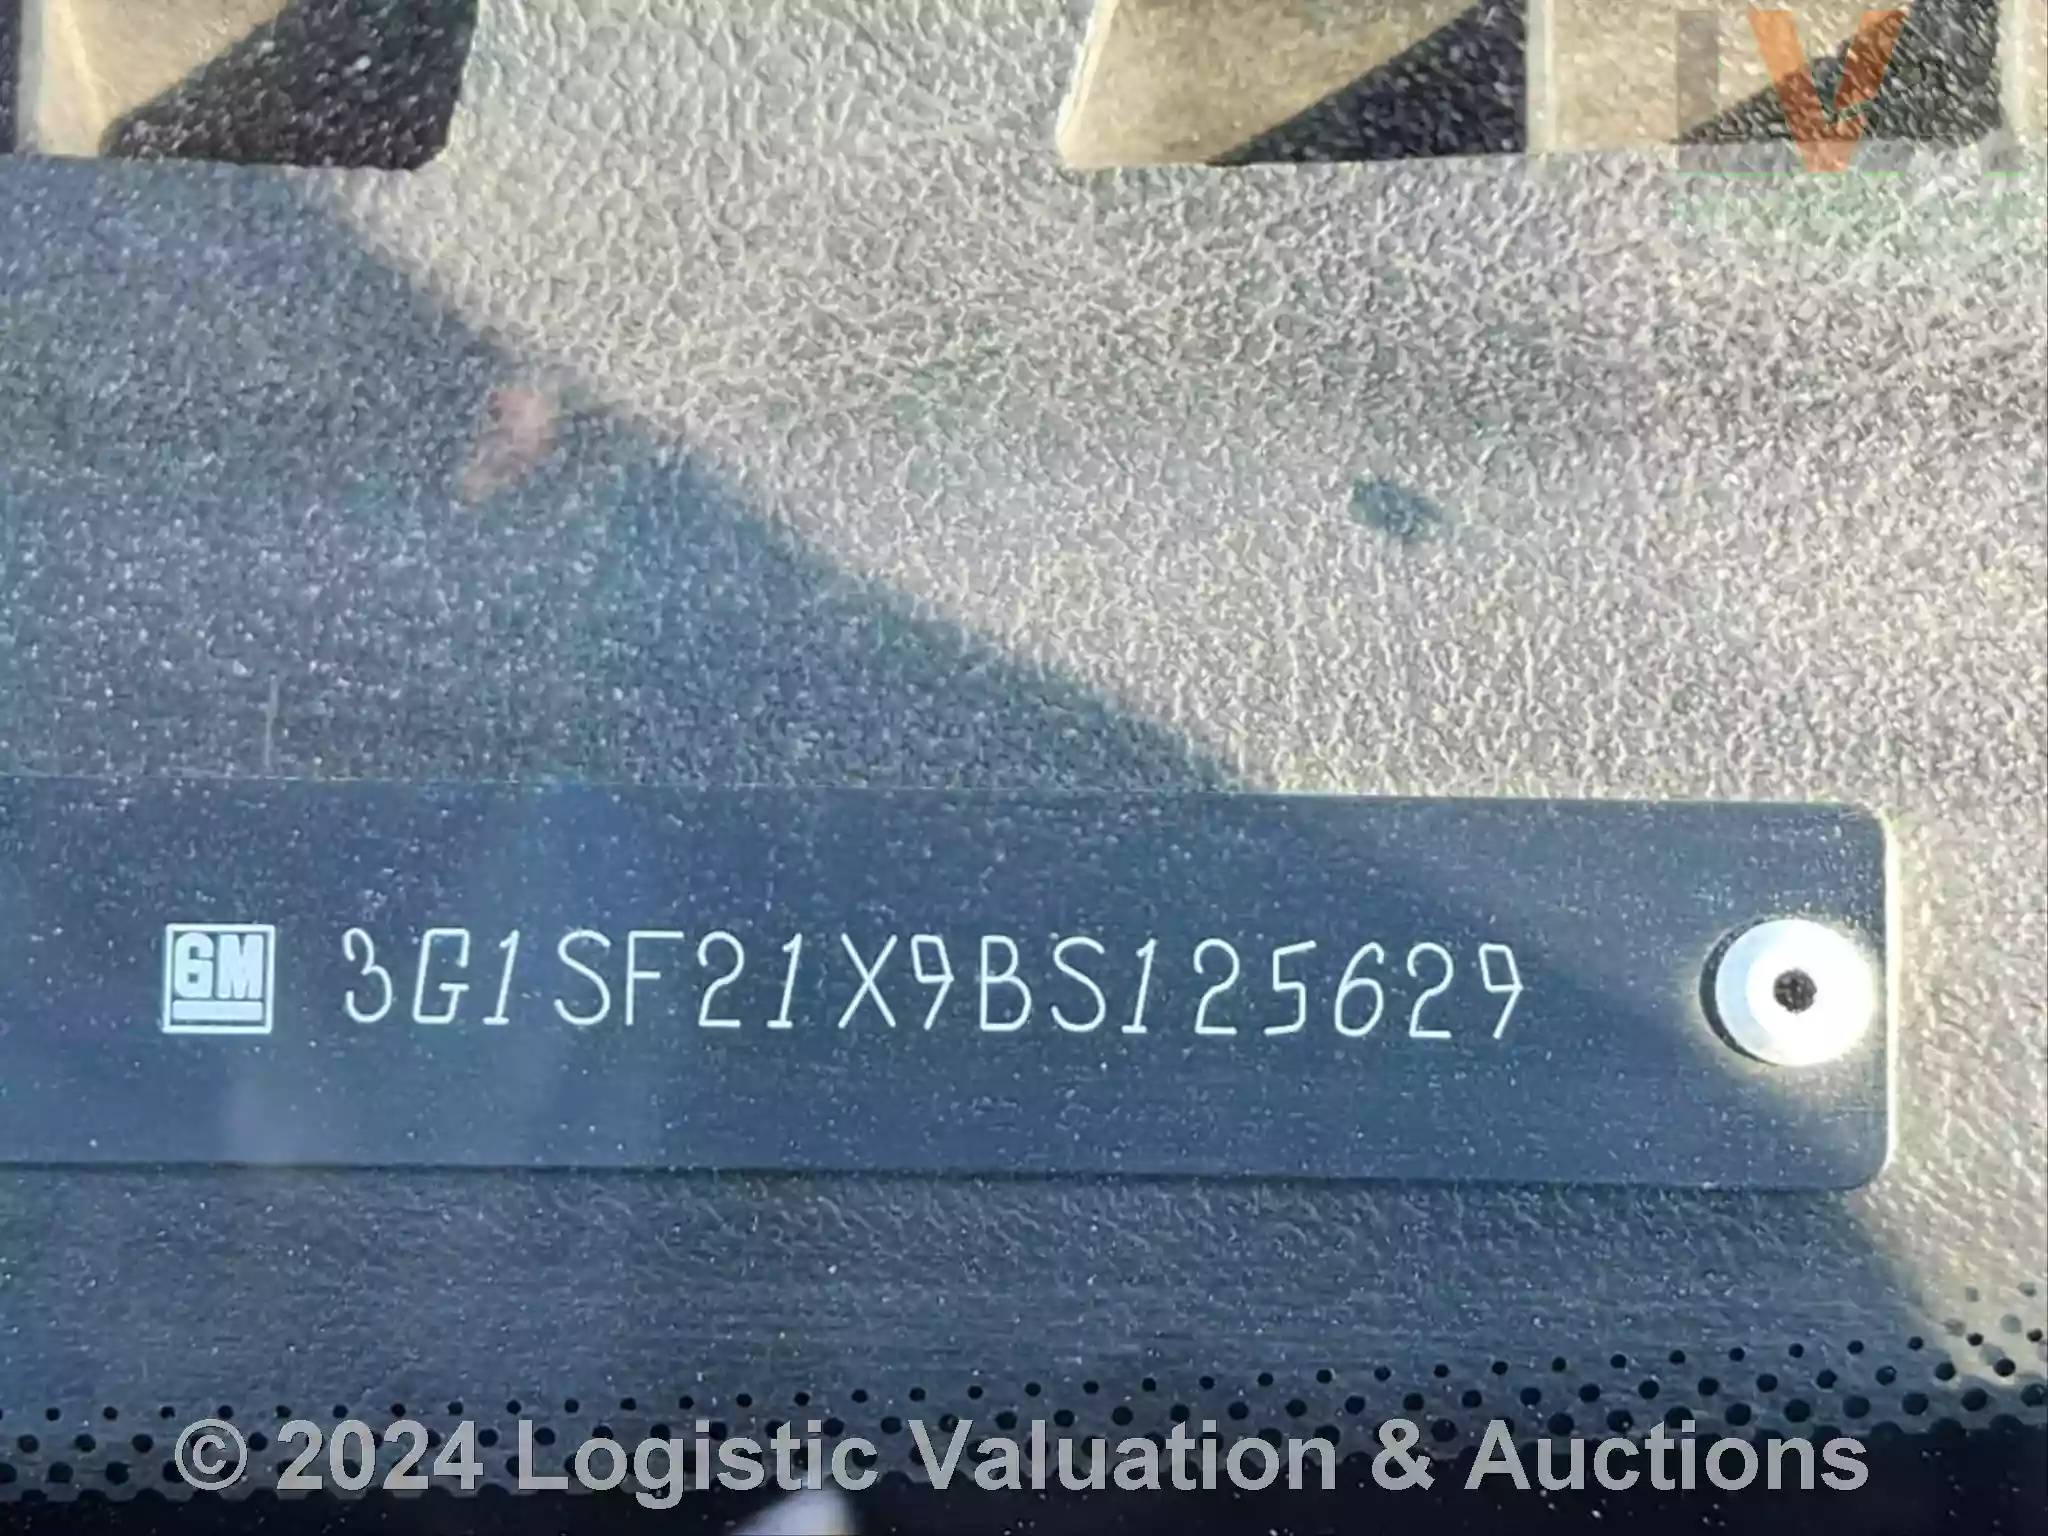 GM 3G1SF21X9BS125629
© 2024 Logistic Valuation & Auctions